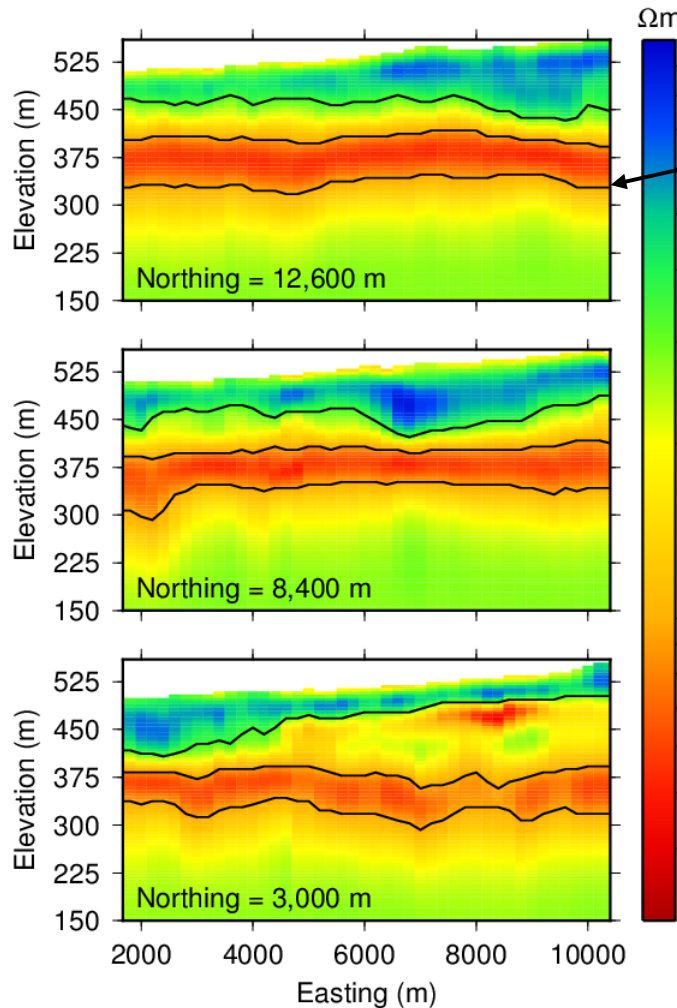 Ωm
525
450
375
300
225
150
Elevation (m)
Northing = 12,600 m
525
450
375
300
225
150
Elevation (m)
Northing = 8,400 m
525
450
375
300
225
150
Elevation (m)
Northing = 3,000 m
2000 4000 6000 8000 10000
Easting (m)